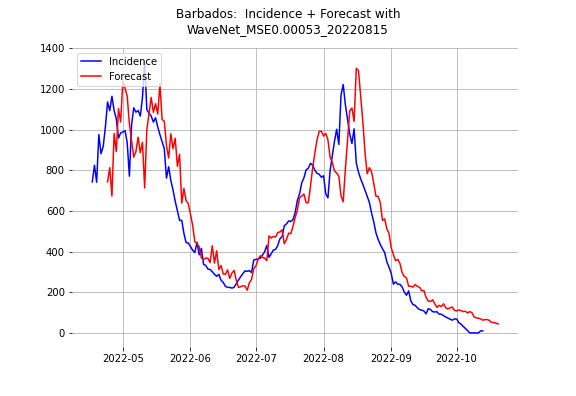 Barbados:  Incidence + Forecast with
WaveNet_MSE0.00053_20220815
Incidence
Forecast
1400
1200
1000
800
600
400
200
0
2022-05 2022-06 2022-07 2022-08 2022-09 2022-10